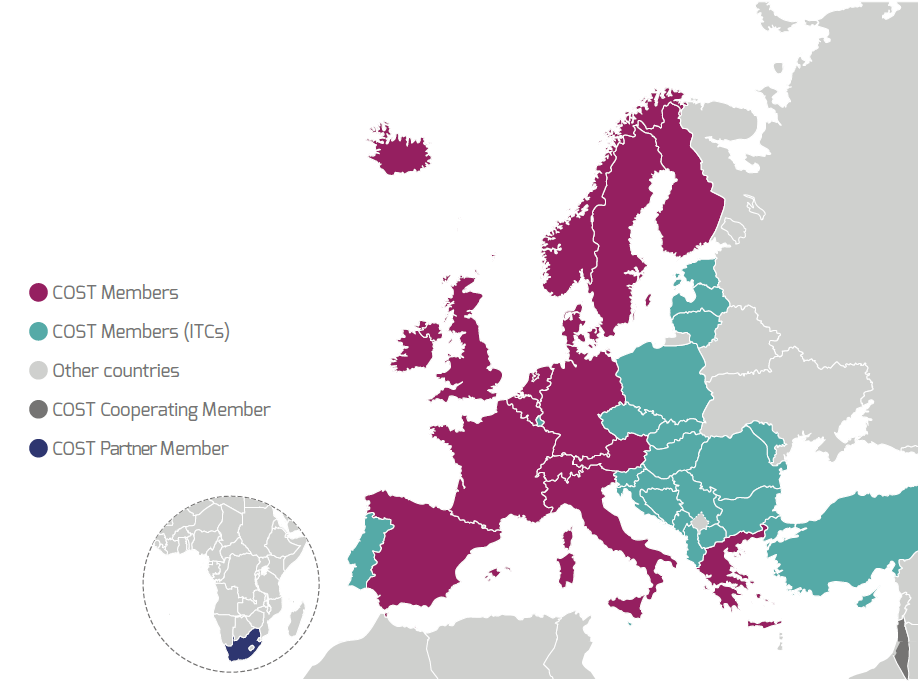 COST Members
COST Members (ITCs)
Other countries
COST Cooperating Member
COST Partner Member